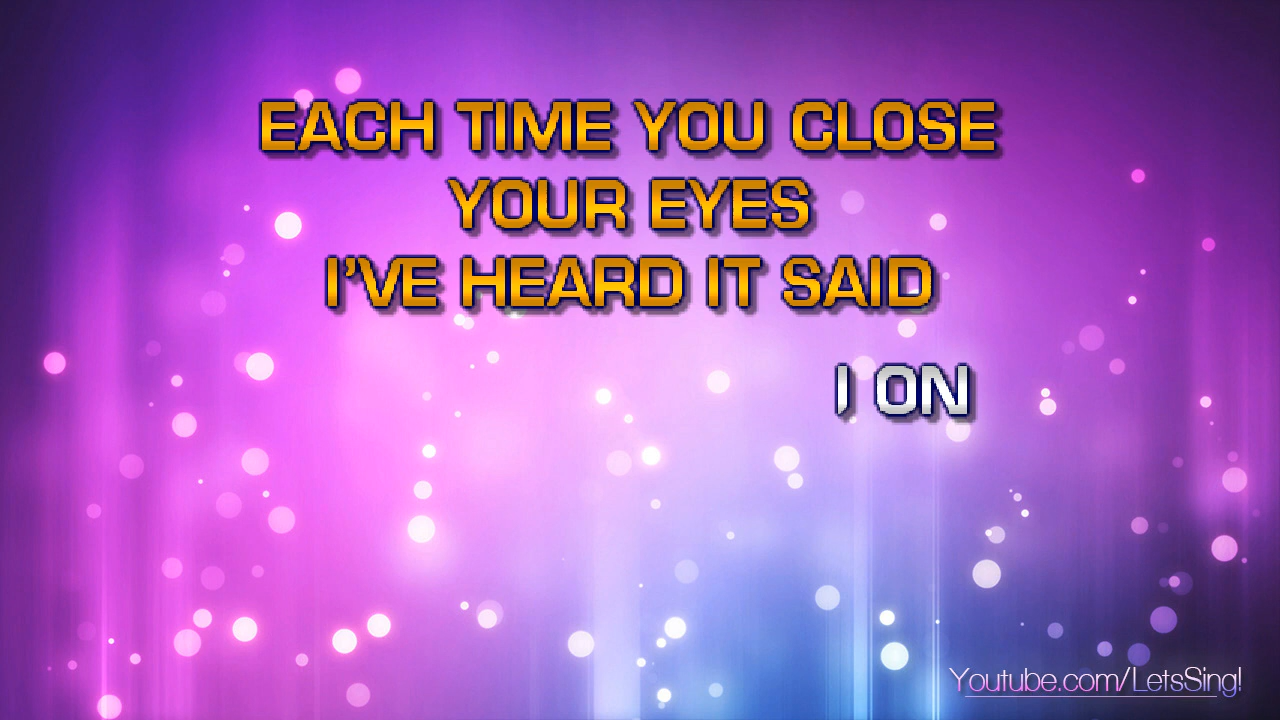 EACH TIME YOU CLOSE
YOUR EYES
I'VE HEARD IT SAID
ON
Youtube.com/LetsSing!